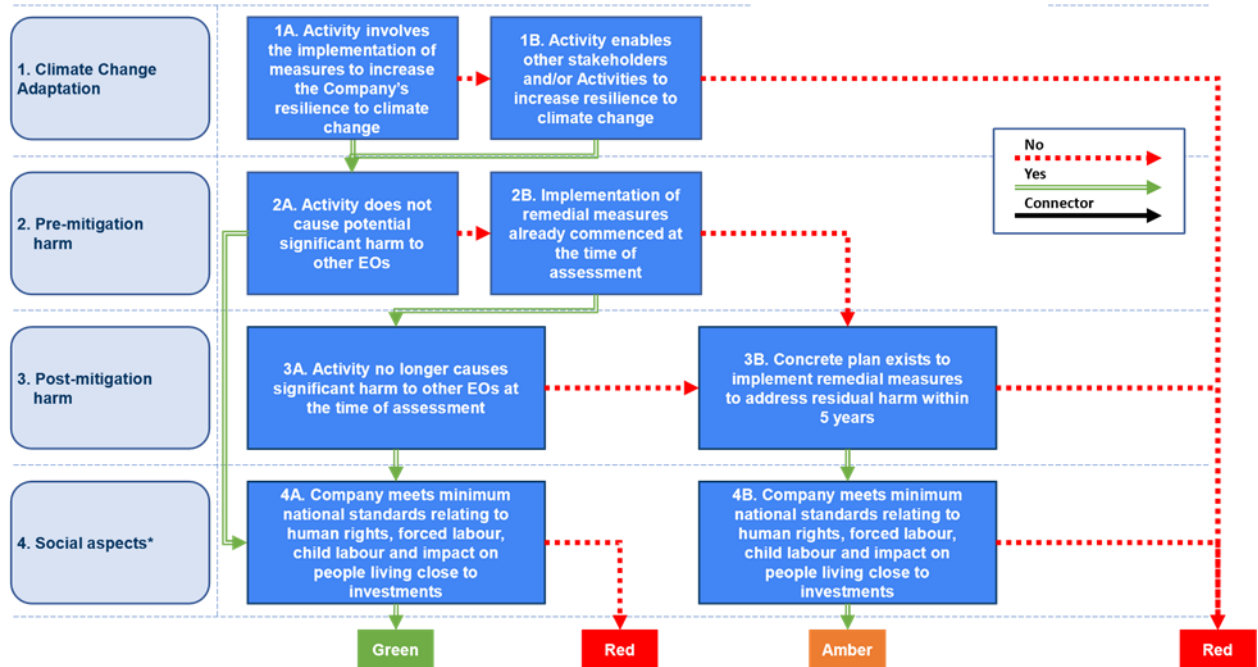 1. Climate Change
Adaptation
1A. Activity involves
the implementation of
measures to increase
the Company's
resilience to climate
change
1B. Activity enables
other stakeholders
and/or Activities to
increase resilience to
climate change
No
Yes
Connector
2. Pre-mitigation
harm
2A. Activity does not
cause potential
significant harm to
other EOs
2B. Implementation of
remedial measures
already commenced at
the time of
assessment
3. Post-mitigation
harm
3A. Activity no longer causes
significant harm to other EOs at
the time of assessment
3B. Concrete plan exists to
implement remedial measures
to address residual harm within
5 years
4. Social aspects*
4A. Company meets minimum
national standards relating to
human rights, forced labour,
child labour and impact on
people living close to
investments
4B. Company meets minimum
national standards relating to
human rights, forced labour,
child labour and impact on
people living close to
investments
Green
Red
Amber
Red